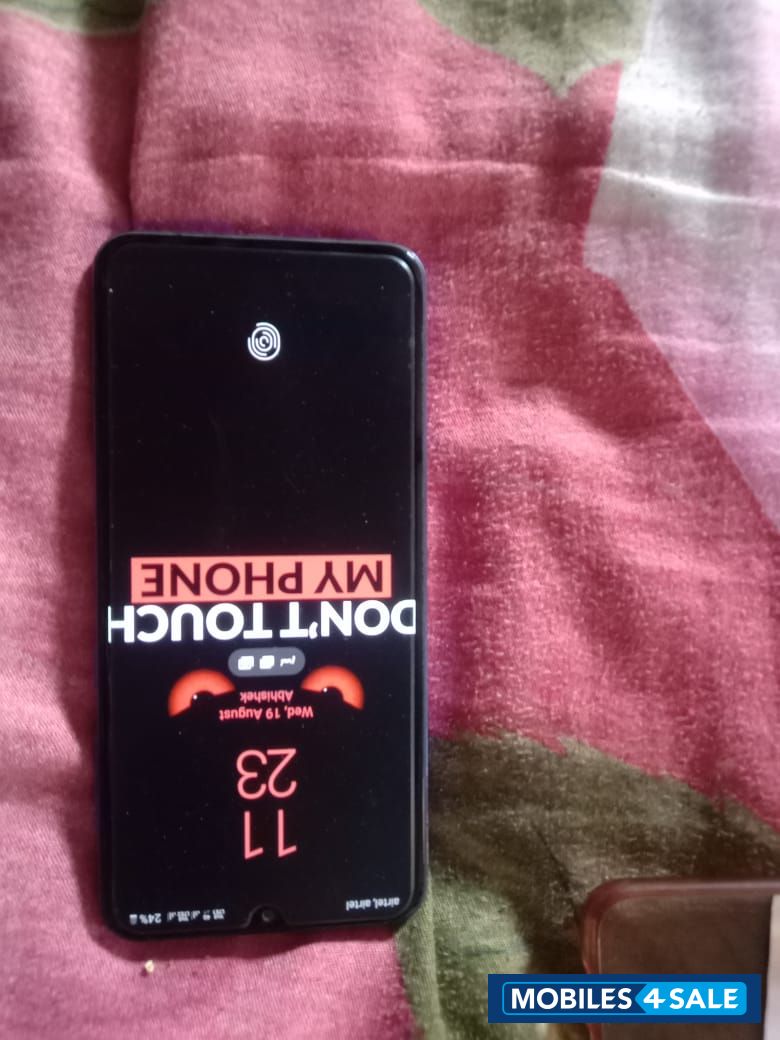 airtel, airtel
24%
11
23
Wed, 19 August
Abhishek
DON'T TOUCH
MY PHONE
MOBILES 4 SALE